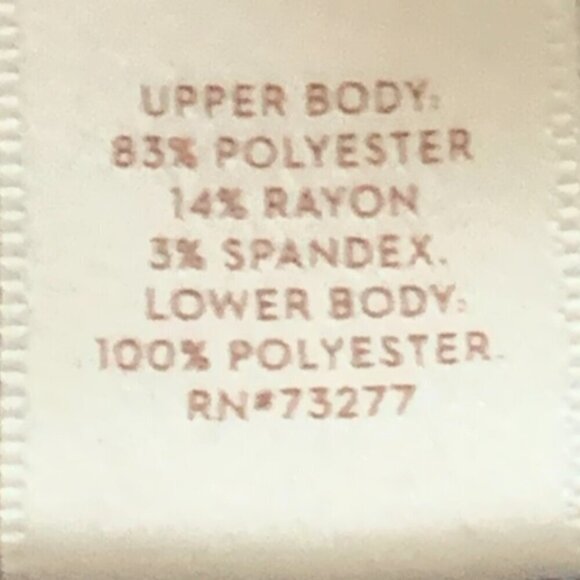 UPPER BODY:
83% POLYESTER
14% RAYON
3% SPANDEX.
LOWER BODY:
100% POLYESTER.
RN#73277